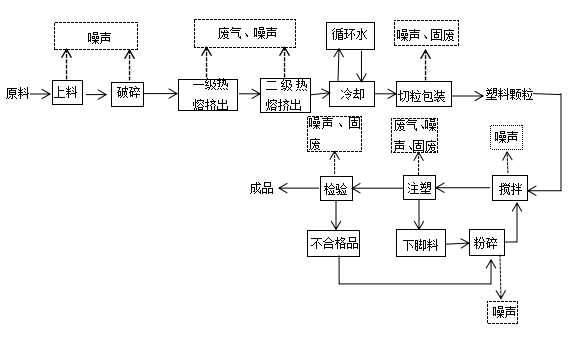 噪声
废气、噪声
循环水
噪声、固废
原料
上料
破碎
一级热
熔挤出
二级热
熔挤出
冷却
切粒包装
塑料颗粒
噪声、固
废
废气、噪
声、固废
噪声
成品
检验
注塑
搅拌
不合格品
下脚料
粉碎
噪声